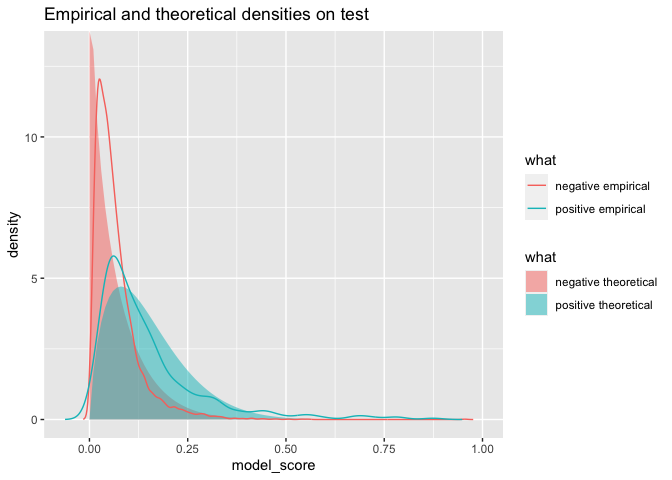 Empirical and theoretical densities on test
density
10
5
0
0.00
0.25
0.50
0.75
1.00
model_score
what
negative empirical
positive empirical
what
negative theoretical
positive theoretical